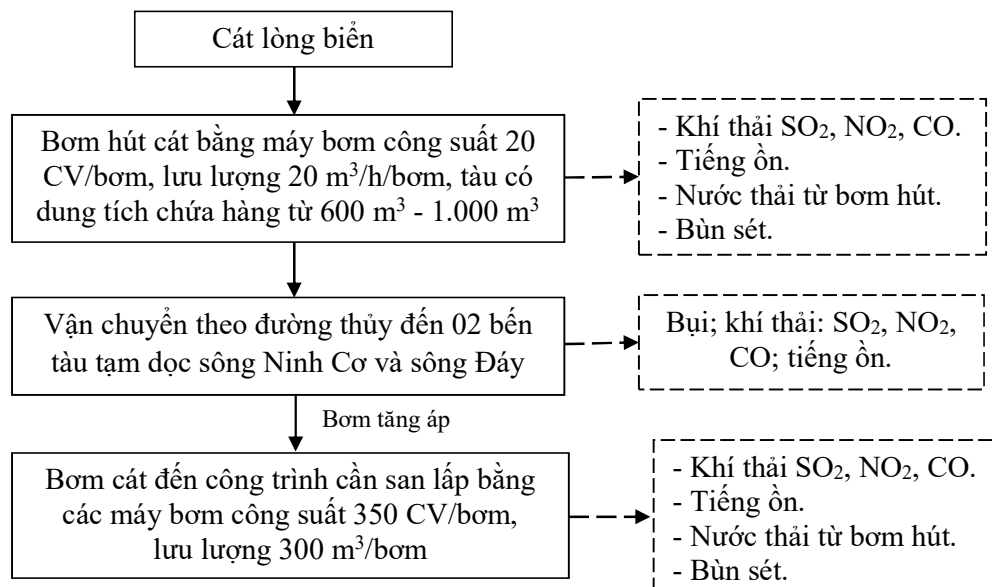 Cát lòng biển
Bơm hút cát bằng máy bơm công suất 20
CV/bơm, lưu lượng 20 m³/h/bơm, tàu có
dung tích chứa hàng từ 600 m³ - 1.000 m³
- Khí thải SO₂, NO₂, CO.
- Tiếng ồn.
- Nước thải từ bơm hút.
- Bùn sét.
Vận chuyển theo đường thủy đến 02 bến
tàu tạm dọc sông Ninh Cơ và sông Đáy
Bụi; khí thải: SO₂, NO₂,
CO; tiếng ồn.
Bơm tăng áp
Bơm cát đến công trình cần san lấp bằng
các máy bơm công suất 350 CV/bơm,
lưu lượng 300 m³/bơm
- Khí thải SO₂, NO₂, CO.
- Tiếng ồn.
- Nước thải từ bơm hút.
- Bùn sét.